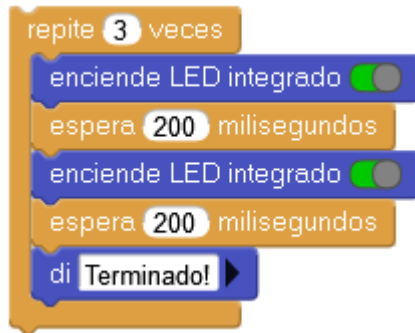 repite 3 veces
enciende LED integrado
espera 200 milisegundos
enciende LED integrado
espera 200 milisegundos
di Terminado!